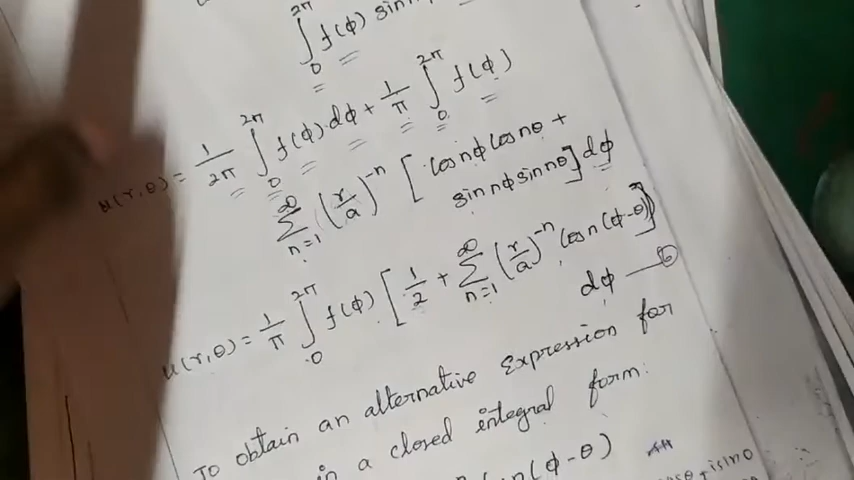 ∫₀^{2π} f(φ) sin
u(r,θ) = 1/2π ∫₀^{2π} f(φ)·dφ + 1/π ∫₀^{2π} f(φ)
∑_{n=1}^{∞} (r/a)^{-n} [cos nφ cos nθ +
sin nφ sin nθ] dφ
u(r,θ) = 1/π ∫₀^{2π} f(φ) [1/2 + ∑_{n=1}^{∞} (r/a)^{-n} cos n(φ-θ)]
dφ — ⑥
To obtain an alternative expression for
in a closed integral form:
(φ-θ)